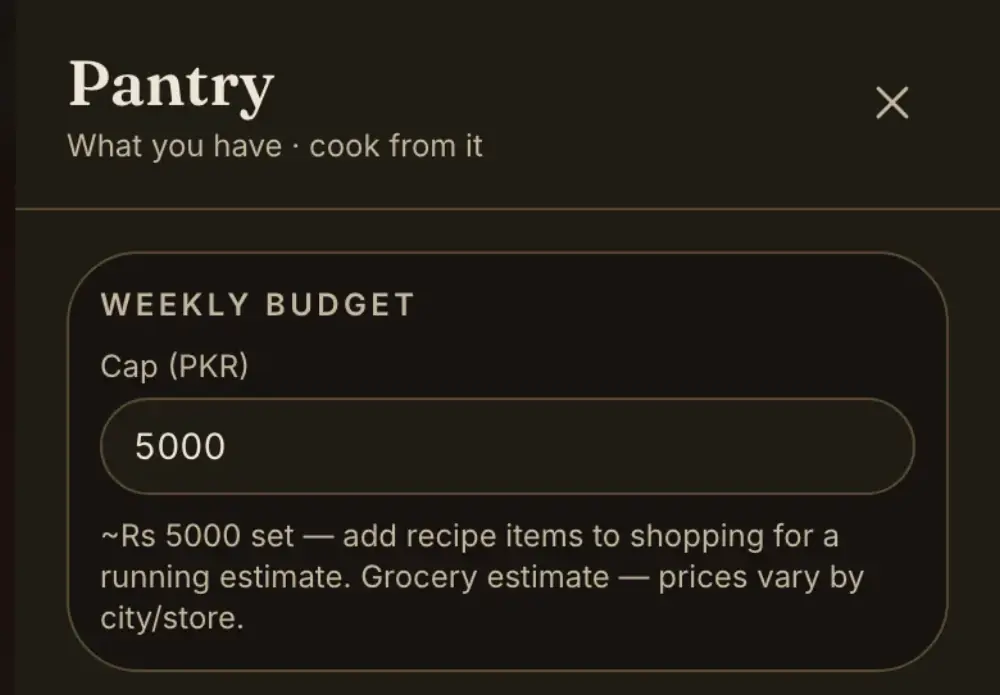 Pantry
What you have · cook from it
WEEKLY BUDGET
Cap (PKR)
5000
~Rs 5000 set — add recipe items to shopping for a
running estimate. Grocery estimate — prices vary by
city/store.